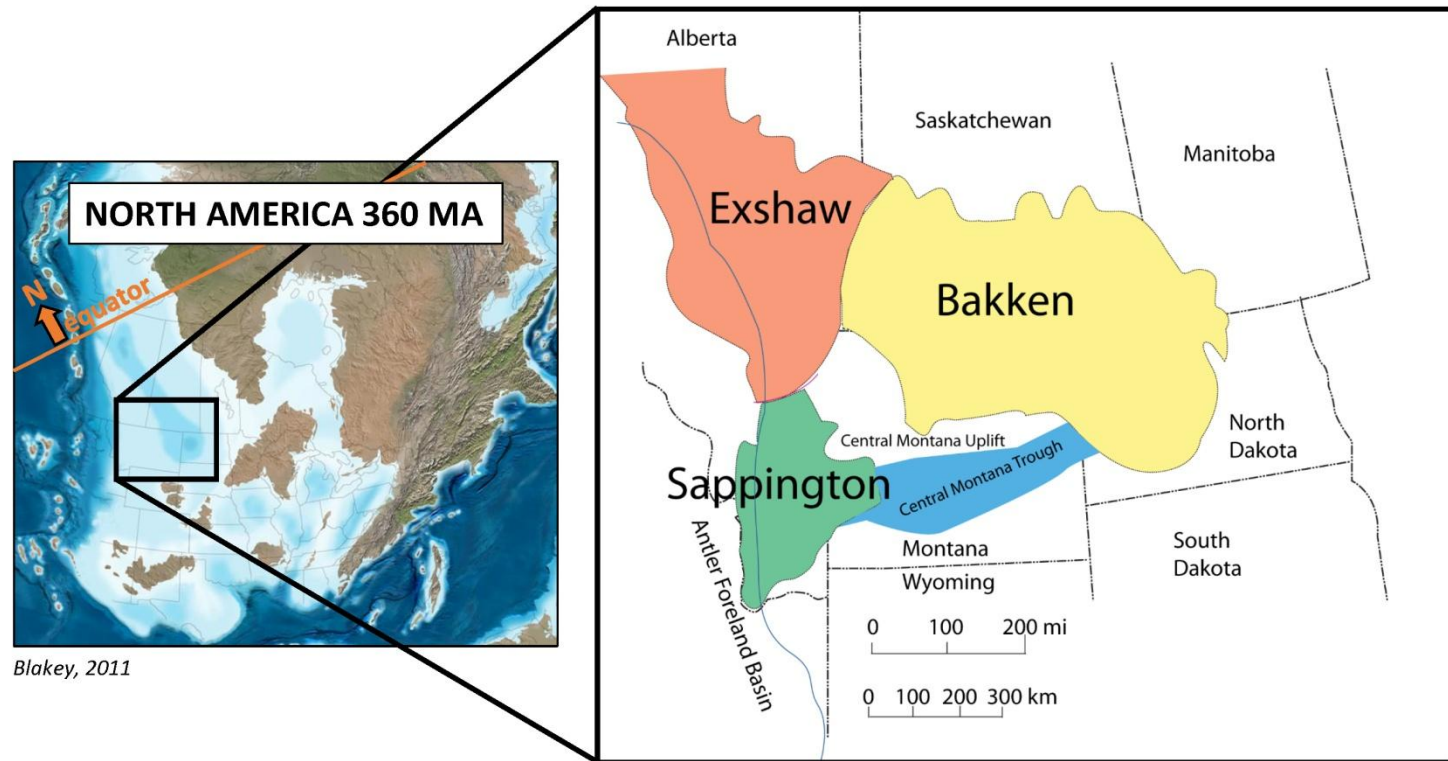 NORTH AMERICA 360 MA
N
equator
Blakey, 2011
Alberta
Saskatchewan
Manitoba
Exshaw
Bakken
Central Montana Uplift
North
Dakota
Sappington
Central Montana Trough
Antler Foreland Basin
Montana
Wyoming
South
Dakota
0 100 200 mi
0 100 200 300 km